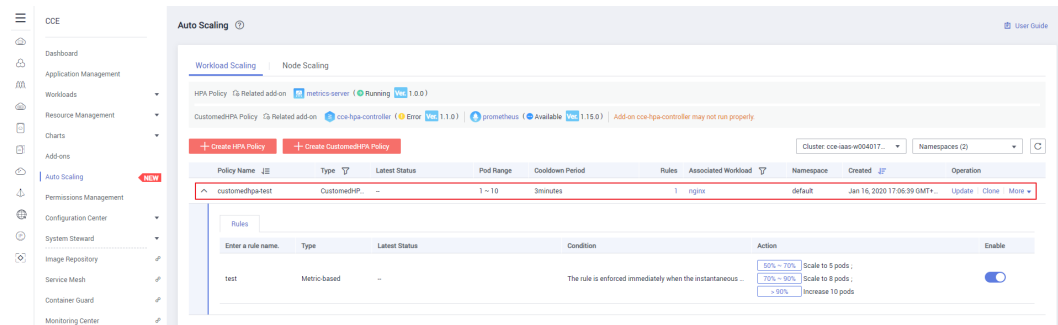 CCE
Auto Scaling
User Guide
Dashboard
Application Management
Workloads
Resource Management
Charts
Add-ons
Auto Scaling NEW
Permissions Management
Configuration Center
System Steward
Image Repository
Service Mesh
Container Guard
Monitoring Center
Workload Scaling Node Scaling
HPA Policy Related add-on metrics-server ( Running Ver. 1.0.0 )
CustomedHPA Policy Related add-on cce-hpa-controller ( Error Ver. 1.1.0 ) prometheus ( Available Ver. 1.15.0 ) Add-on cce-hpa-controller may not run properly.
Create HPA Policy Create CustomedHPA Policy Cluster: cce-iaas-w004017... Namespaces (2)
Policy Name Type Latest Status Pod Range Cooldown Period Rules Associated Workload Namespace Created Operation
customedhpa-test CustomedHP... -- 1 ~ 10 3minutes 1 nginx default Jan 16, 2020 17:06:39 GMT+... Update Clone More
Rules
Enter a rule name. Type Latest Status Condition Action Enable
test Metric-based -- The rule is enforced immediately when the instantaneous ...
50% ~ 70% Scale to 5 pods ;
70% ~ 90% Scale to 8 pods ;
> 90% Increase 10 pods